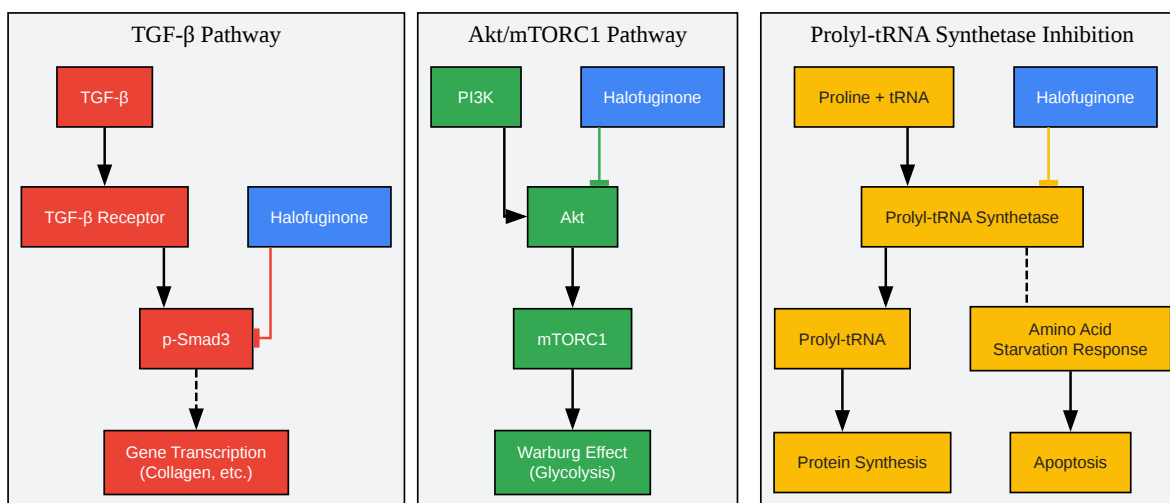 TGF-β Pathway
TGF-β
TGF-β Receptor
Halofuginone
p-Smad3
Gene Transcription
(Collagen, etc.)
Akt/mTORC1 Pathway
PI3K
Halofuginone
Akt
mTORC1
Warburg Effect
(Glycolysis)
Prolyl-tRNA Synthetase Inhibition
Proline + tRNA
Halofuginone
Prolyl-tRNA Synthetase
Prolyl-tRNA
Amino Acid
Starvation Response
Protein Synthesis
Apoptosis